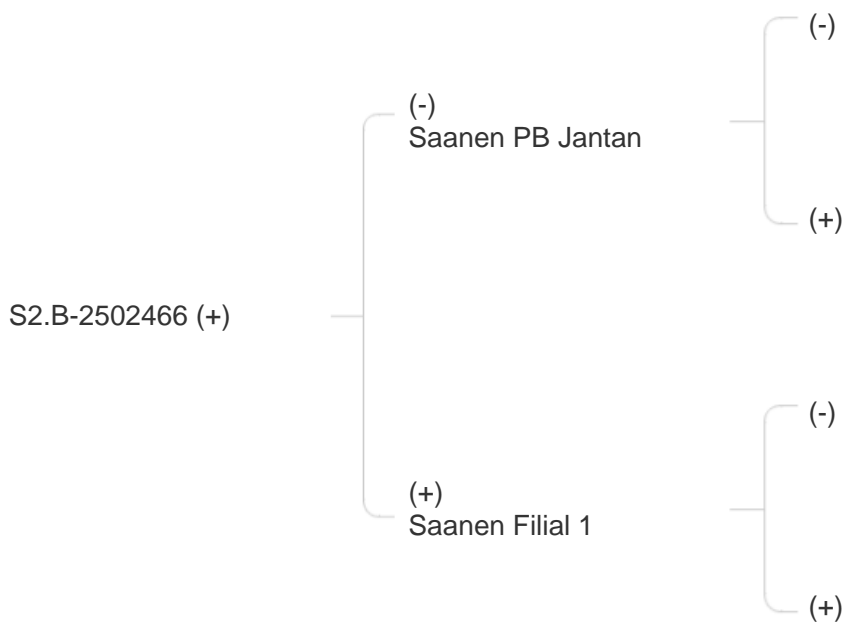 (-)
(-)
Saanen PB Jantan
(+)
S2.B-2502466 (+)
(-)
(+)
Saanen Filial 1
(+)